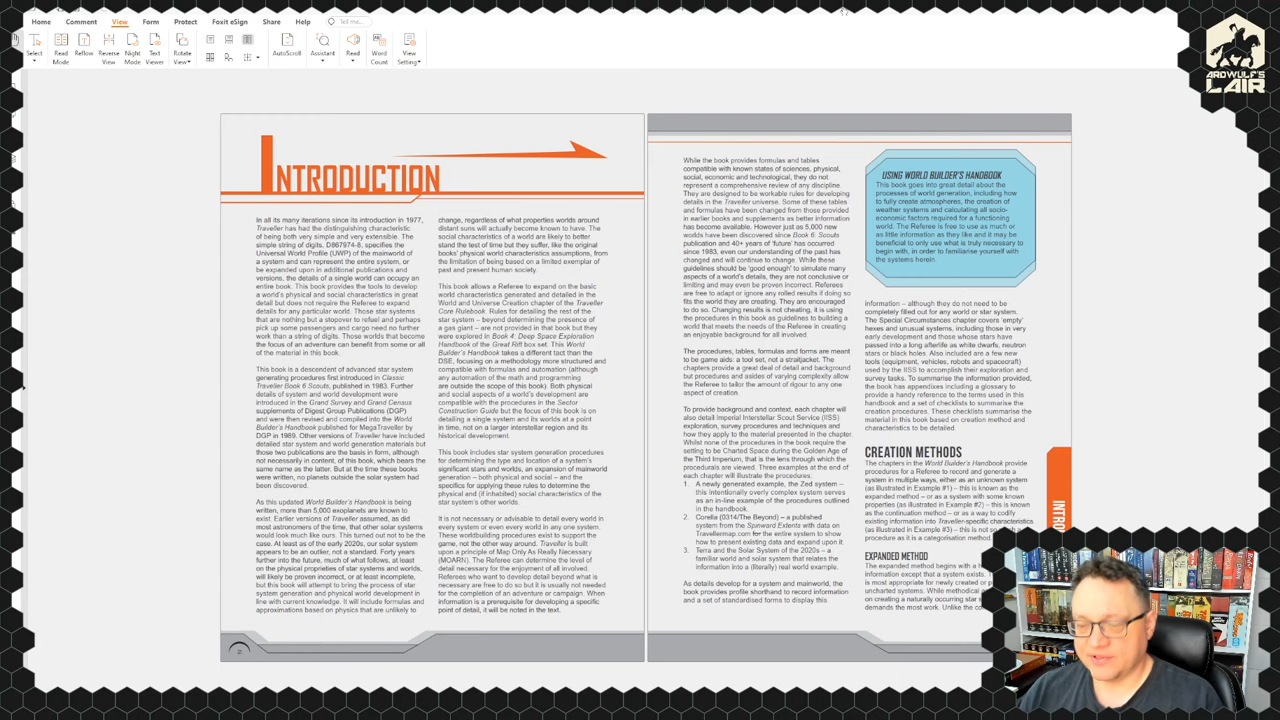 Home Comment View Form Protect Foxit eSign Share Help Tell me...
Select
Read Mode
Reflow
Reverse View
Night Mode
Text Viewer
Rotate View
AutoScroll
Assistant
Read
Word Count
View Setting
ARDWULF'S
LAIR
INTRODUCTION
In all its many iterations since its introduction in 1977,
Traveller has had the distinguishing characteristic
of being both very simple and very extensible. The
simple string of digits, D867974-8, specifies the
Universal World Profile (UWP) of the mainworld of
a system and can represent the entire system, or
be expanded upon in additional publications and
versions, the details of a single world can occupy an
entire book. This book provides the tools to develop
a world's physical and social characteristics in great
detail but does not require the Referee to expand
details for any particular world. Those star systems
that are nothing but a stopover to refuel and perhaps
pick up some passengers and cargo need no further
work than a string of digits. Those worlds that become
the focus of an adventure can benefit from some or all
of the material in this book.
This book is a descendent of advanced star system
generating procedures first introduced in Classic
Traveller Book 6 Scouts, published in 1983. Further
details of system and world development were
introduced in the Grand Survey and Grand Census
supplements of Digest Group Publications (DGP)
and were then revised and compiled into the World
Builder's Handbook published for MegaTraveller by
DGP in 1989. Other versions of Traveller have included
detailed star system and world generation materials but
those two publications are the basis in form, although
not necessarily in content, of this book, which bears the
same name as the latter. But at the time these books
were written, no planets outside the solar system had
been discovered.
As this updated World Builder's Handbook is being
written, more than 5,000 exoplanets are known to
exist. Earlier versions of Traveller assumed, as did
most astronomers of the time, that other solar systems
would look much like ours. This turned out not to be the
case. At least as of the early 2020s, our solar system
appears to be an outlier, not a standard. Forty years
further into the future, much of what follows, at least
on the physical properties of star systems and worlds,
will likely be proven incorrect, or at least incomplete,
but this book will attempt to bring the process of star
system generation and physical world development in
line with current knowledge. It will include formulas and
approximations based on physics that are unlikely to
change, regardless of what properties worlds around
distant suns will actually become known to have. The
social characteristics of a world are likely to better
stand the test of time but they suffer, like the original
books' physical world characteristics assumptions, from
the limitation of being based on a limited exemplar of
past and present human society.
This book allows a Referee to expand on the basic
world characteristics generated and detailed in the
World and Universe Creation chapter of the Traveller
Core Rulebook. Rules for detailing the rest of the
star system – beyond determining the presence of
a gas giant – are not provided in that book but they
were explored in Book 4: Deep Space Exploration
Handbook of the Great Rift box set. This World
Builder's Handbook takes a different tact than the
DSE, focusing on a methodology more structured and
compatible with formulas and automation (although
any automation of the math and programming
are outside the scope of this book). Both physical
and social aspects of a world's development are
compatible with the procedures in the Sector
Construction Guide but the focus of this book is on
detailing a single system and its worlds at a point
in time, not on a larger interstellar region and its
historical development.
This book includes star system generation procedures
for determining the type and location of a system's
significant stars and worlds, an expansion of mainworld
generation – both physical and social – and the
specifics for applying these rules to determine the
physical and (if inhabited) social characteristics of the
star system's other worlds.
It is not necessary or advisable to detail every world in
every system or even every world in any one system.
These worldbuilding procedures exist to support the
game, not the other way around. Traveller is built
upon a principle of Map Only As Really Necessary
(MOARN). The Referee can determine the level of
detail necessary for the enjoyment of all involved.
Referees who want to develop detail beyond what is
necessary are free to do so but it is usually not needed
for the completion of an adventure or campaign. When
information is a prerequisite for developing a specific
point of detail, it will be noted in the text.
2
While the book provides formulas and tables
compatible with known states of sciences, physical,
social, economic and technological, they do not
represent a comprehensive review of any discipline.
They are designed to be workable rules for developing
details in the Traveller universe. Some of these tables
and formulas have been changed from those provided
in earlier books and supplements as better information
has become available. However just as 5,000 new
worlds have been discovered since Book 6: Scouts
publication and 40+ years of 'future' has occurred
since 1983, even our understanding of the past has
changed and will continue to change. While these
guidelines should be 'good enough' to simulate many
aspects of a world's details, they are not conclusive or
limiting and may even be proven incorrect. Referees
are free to adapt or ignore any rolled results if doing so
fits the world they are creating. They are encouraged
to do so. Changing results is not cheating, it is using
the procedures in this book as guidelines to building a
world that meets the needs of the Referee in creating
an enjoyable background for all involved.
The procedures, tables, formulas and forms are meant
to be game aids: a tool set, not a straitjacket. The
chapters provide a great deal of detail and background
but procedures and asides of varying complexity allow
the Referee to tailor the amount of rigour to any one
aspect of creation.
To provide background and context, each chapter will
also detail Imperial Interstellar Scout Service (IISS)
exploration, survey procedures and techniques and
how they apply to the material presented in the chapter.
Whilst none of the procedures in the book require the
setting to be Charted Space during the Golden Age of
the Third Imperium, that is the lens through which the
procedurals are viewed. Three examples at the end of
each chapter will illustrate the procedures.
1. A newly generated example, the Zed system –
this intentionally overly complex system serves
as an in-line example of the procedures outlined
in the handbook.
2. Corella (0314/The Beyond) – a published
system from the Spinward Extents with data on
Travellermap.com for the entire system to show
how to present existing data and expand upon it.
3. Terra and the Solar System of the 2020s – a
familiar world and solar system that relates the
information into a (literally) real world example.
As details develop for a system and mainworld, the
book provides profile shorthand to record information
and a set of standardised forms to display this
USING WORLD BUILDER'S HANDBOOK
This book goes into great detail about the
processes of world generation, including how
to fully create atmospheres, the creation of
weather systems and calculating all socio-
economic factors required for a functioning
world. The Referee is free to use as much or
as little information as they like and it may be
beneficial to only use what is truly necessary to
begin with, in order to familiarise yourself with
the systems herein.
information – although they do not need to be
completely filled out for any world or star system.
The Special Circumstances chapter covers 'empty'
hexes and unusual systems, including those in very
early development and those whose stars have
passed into a long afterlife as white dwarfs, neutron
stars or black holes. Also included are a few new
tools (equipment, vehicles, robots and spacecraft)
used by the IISS to accomplish their exploration and
survey tasks. To summarise the information provided,
the book has appendices including a glossary to
provide a handy reference to the terms used in this
handbook and a set of checklists to summarise the
creation procedures. These checklists summarise the
material in this book based on creation method and
characteristics to be detailed.
CREATION METHODS
The chapters in the World Builder's Handbook provide
procedures for a Referee to record and generate a
system in multiple ways, either as an unknown system
(as illustrated in Example #1) – this is known as the
expanded method – or as a system with some known
properties (as illustrated in Example #2) – this is known
as the continuation method – or as a way to codify
existing information into Traveller-specific characteristics
(as illustrated in Example #3) – this is not so much a
procedure as it is a categorisation method.
EXPANDED METHOD
The expanded method begins with a
information except that a system exists.
is most appropriate for newly created or
uncharted systems. While methodical
on creating a naturally occurring star
demands the most work. Unlike the
INTRO